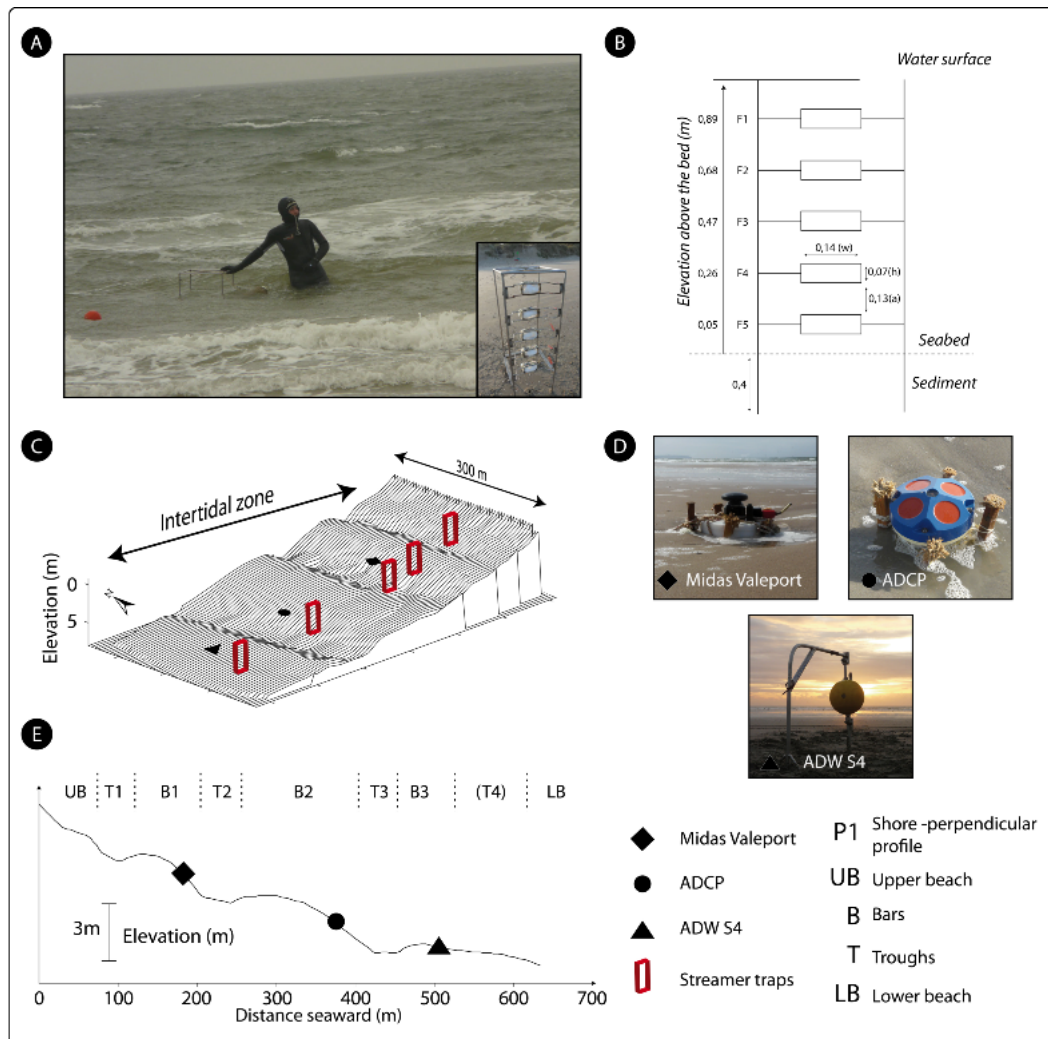 A
B
Water surface
Elevation above the bed (m)
0,89 F1
0,68 F2
0,47 F3
0,14 (w)
0,26 F4
0,07(h)
0,13(a)
0,05 F5
Seabed
0,4
Sediment
C
300 m
Intertidal zone
Elevation (m)
0
5
N
D
Midas Valeport
ADCP
ADW S4
E
UB T1 B1 T2 B2 T3 B3 (T4) LB
3m
Elevation (m)
0 100 200 300 400 500 600 700
Distance seaward (m)
Midas Valeport
ADCP
ADW S4
Streamer traps
P1 Shore -perpendicular
profile
UB Upper beach
B Bars
T Troughs
LB Lower beach